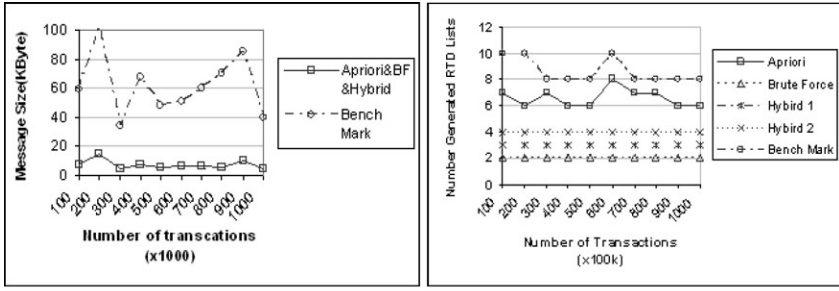 Message Size(KByte)
100
80
60
40
20
0
100
200
300
400
500
600
700
800
900
1000
Number of transcations
(x1000)
Apriori&BF
&Hybrid
Bench
Mark
Number Generated RTD Lists
12
10
8
6
4
2
0
100
200
300
400
500
600
700
800
900
1000
Number of Transactions
(x100k)
Apriori
Brute Force
Hybird 1
Hybird 2
Bench Mark